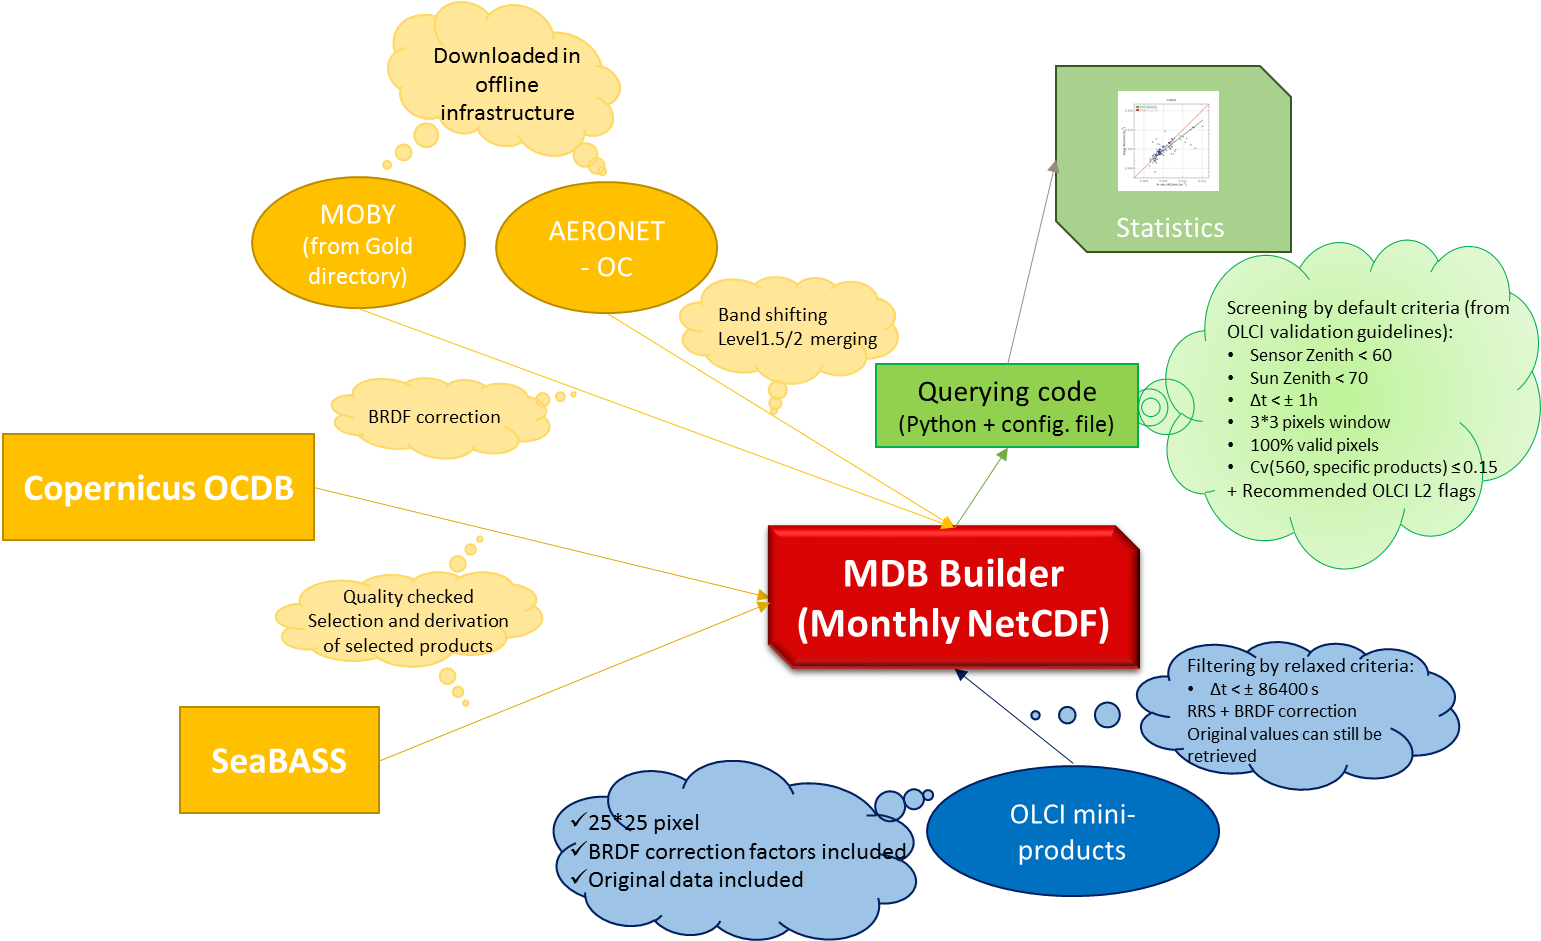 Downloaded in
offline
infrastructure
MOBY
(from Gold
directory)
AERONET
- OC
Statistics
Band shifting
Level1.5/2 merging
Screening by default criteria (from
OLCI validation guidelines):
• Sensor Zenith < 60
• Sun Zenith < 70
• Δt < ± 1h
• 3*3 pixels window
• 100% valid pixels
• Cv(560, specific products) ≤ 0.15
+ Recommended OLCI L2 flags
Querying code
(Python + config. file)
BRDF correction
Copernicus OCDB
MDB Builder
(Monthly NetCDF)
Quality checked
Selection and derivation
of selected products
SeaBASS
Filtering by relaxed criteria:
• Δt < ± 86400 s
RRS + BRDF correction
Original values can still be
retrieved
✓25*25 pixel
✓BRDF correction factors included
✓Original data included
OLCI mini-
products